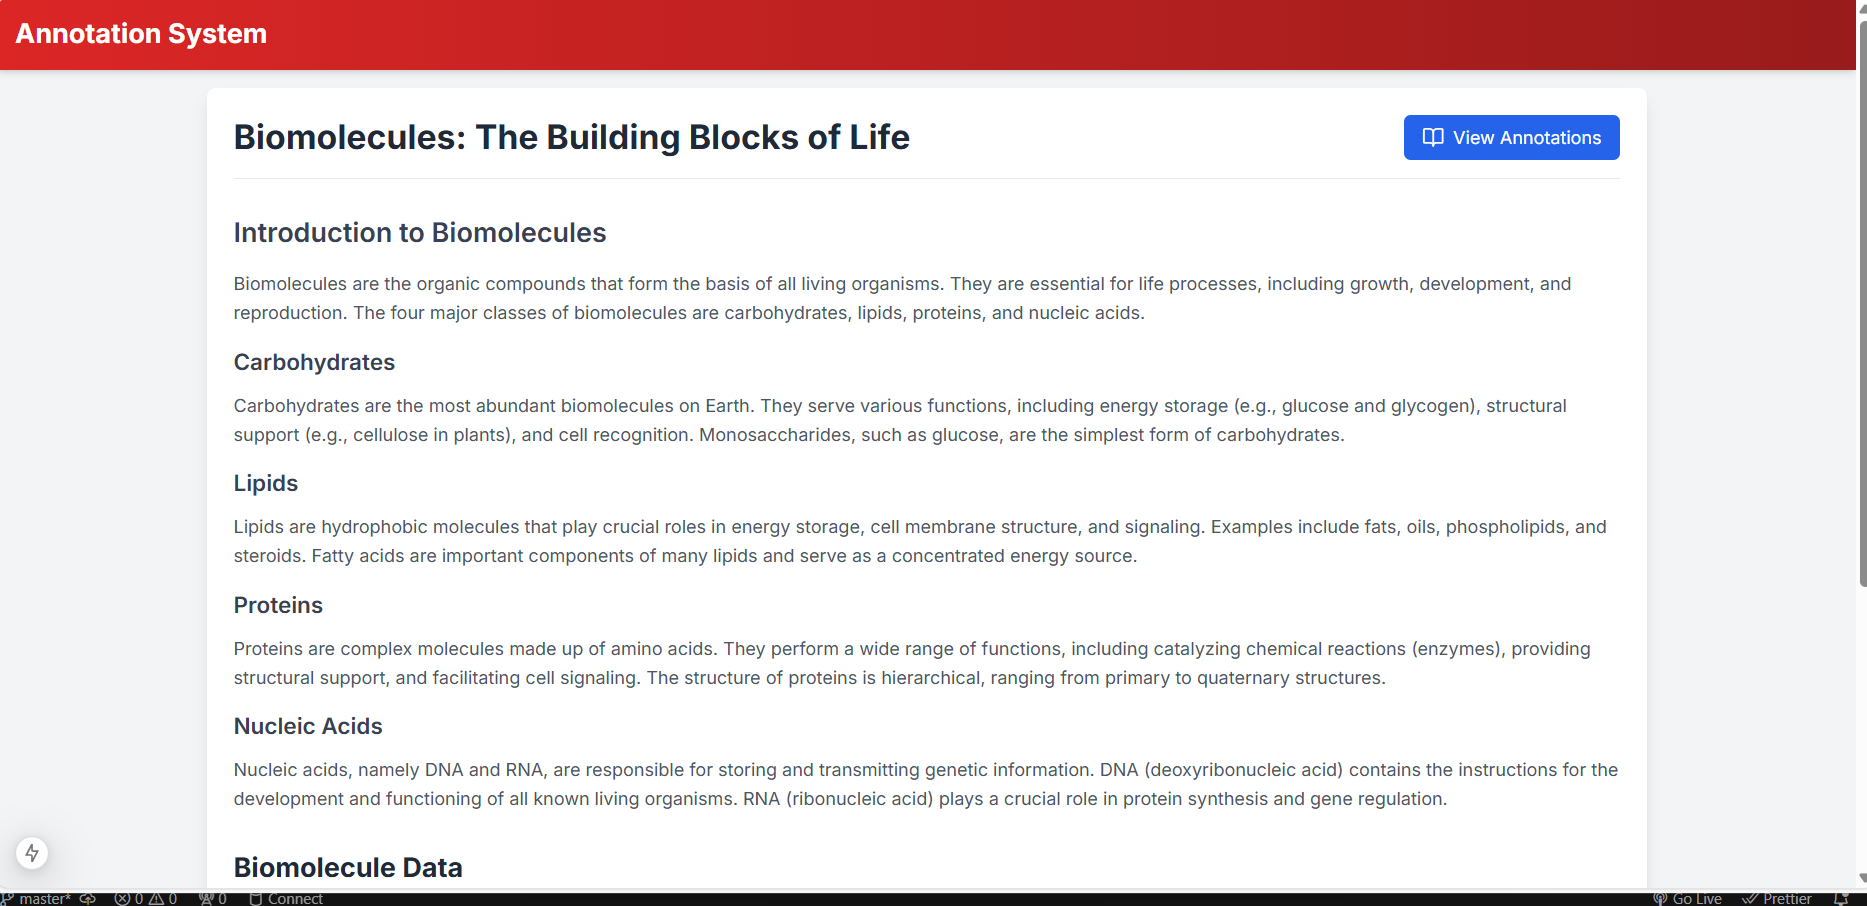 Annotation System
Biomolecules: The Building Blocks of Life
View Annotations
Introduction to Biomolecules
Biomolecules are the organic compounds that form the basis of all living organisms. They are essential for life processes, including growth, development, and
reproduction. The four major classes of biomolecules are carbohydrates, lipids, proteins, and nucleic acids.
Carbohydrates
Carbohydrates are the most abundant biomolecules on Earth. They serve various functions, including energy storage (e.g., glucose and glycogen), structural
support (e.g., cellulose in plants), and cell recognition. Monosaccharides, such as glucose, are the simplest form of carbohydrates.
Lipids
Lipids are hydrophobic molecules that play crucial roles in energy storage, cell membrane structure, and signaling. Examples include fats, oils, phospholipids, and
steroids. Fatty acids are important components of many lipids and serve as a concentrated energy source.
Proteins
Proteins are complex molecules made up of amino acids. They perform a wide range of functions, including catalyzing chemical reactions (enzymes), providing
structural support, and facilitating cell signaling. The structure of proteins is hierarchical, ranging from primary to quaternary structures.
Nucleic Acids
Nucleic acids, namely DNA and RNA, are responsible for storing and transmitting genetic information. DNA (deoxyribonucleic acid) contains the instructions for the
development and functioning of all known living organisms. RNA (ribonucleic acid) plays a crucial role in protein synthesis and gene regulation.
Biomolecule Data
master* 0 0 0 Connect Go Live Prettier